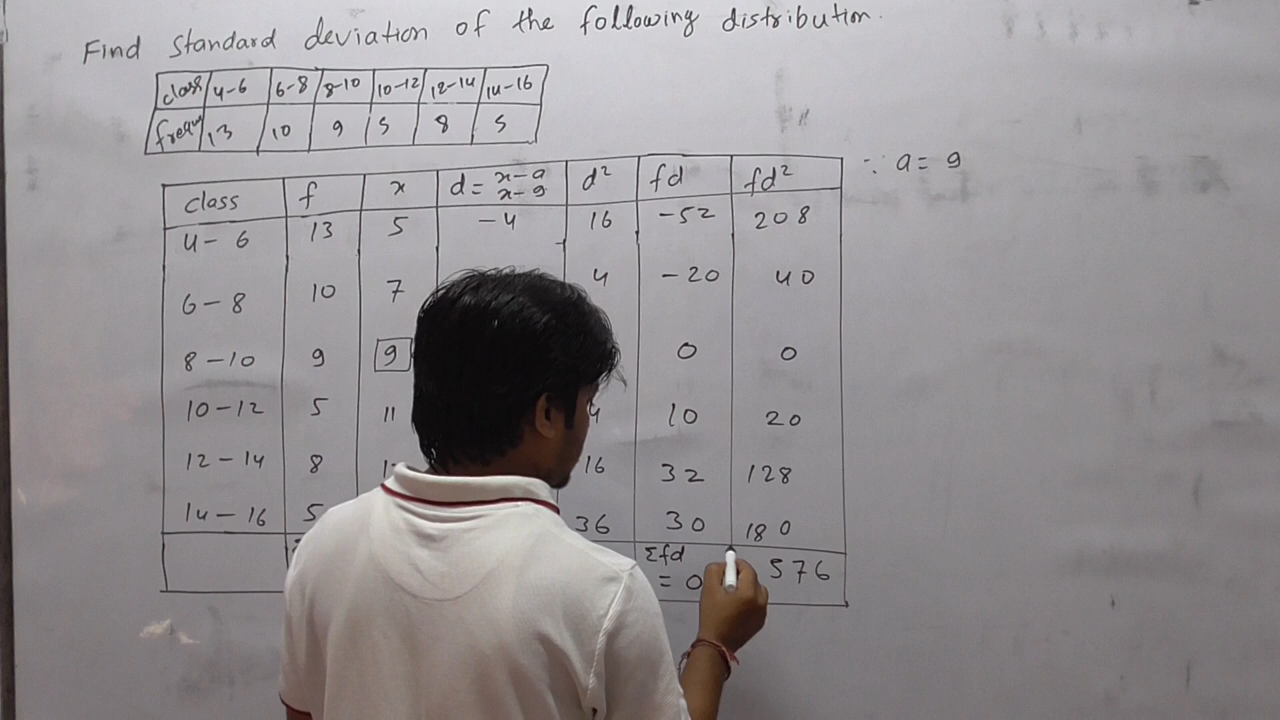 Find standard deviation of the following distribution.
class 4-6 6-8 8-10 10-12 12-14 14-16
frequ 13 10 9 5 8 5
∵ a = 9
class f x d = x-a d² fd fd²
x-9
4-6 13 5 -4 16 -52 208
6-8 10 7 4 -20 40
8-10 9 9 0 0
10-12 5 11 4 10 20
12-14 8 16 32 128
14-16 5 36 30 180
Σfd
= 0 576